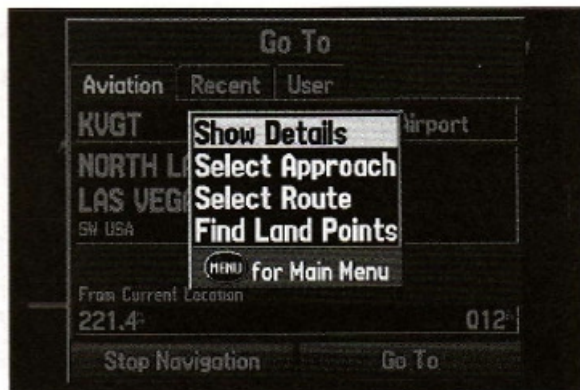 Go To
Aviation Recent User
KVGT Airport
Show Details
NORTH
Select Approach
LAS
Select Route
SW USA
Find Land Points
MENU for Main Menu
From Current Location
221.4 012
Stop Navigation Go To